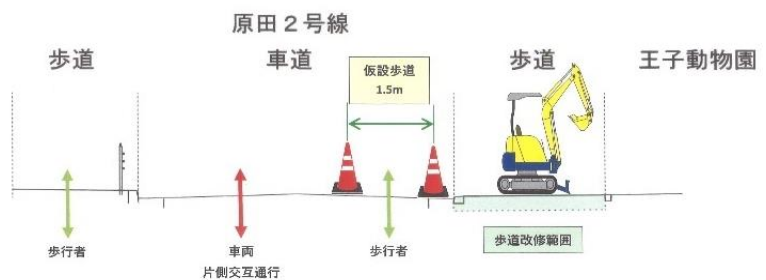 原田２号線
歩道
車道
仮設歩道
1.5m
歩道
王子動物園
歩行者
車両
片側交互通行
歩行者
歩道改修範囲